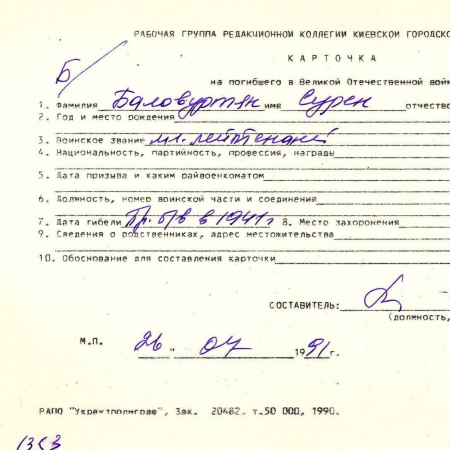 РАБОЧАЯ ГРУППА РЕДАКЦИОННОЙ КОЛЛЕГИИ КИЕВСКОЙ ГОРОДСКО
КАРТОЧКА
Б/
на погибшего в Великой Отечественной войн
1. Фамилия Баловуртян имя Сурен отчество
2. Год и место рождения
3. Воинское звание мл. лейтенант
4. Национальность, партийность, профессия, награды
5. Дата призыва и каким райвоенкоматом
6. Должность, номер воинской части и соединения
7. Дата гибели Пр. б/в в 1941 г 8. Место захоронения
9. Сведения о родственниках, адрес местожительства
10. Обоснование для составления карточки
СОСТАВИТЕЛЬ:
(должность,
М.П. 26 " 04 1991 г.
РАПО "Укрвуполиграф", Зак. 20482. т.50 000, 1990.
1353